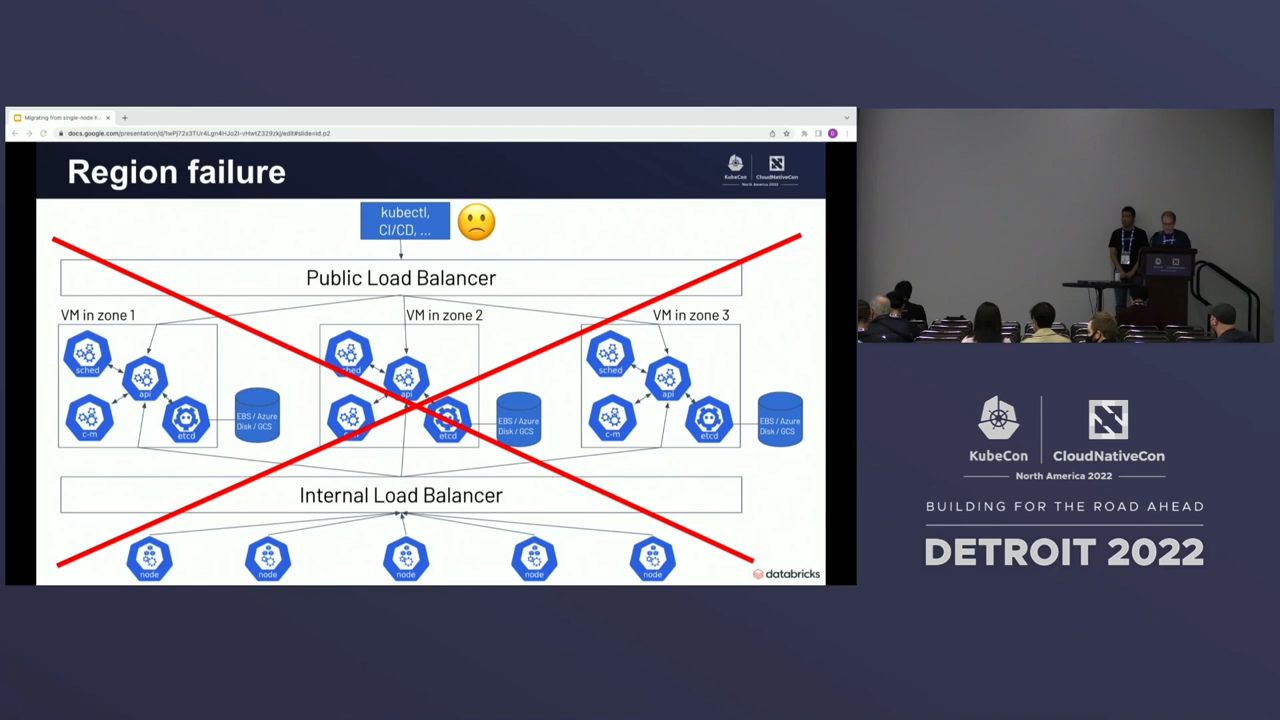 Migrating from single-node Ku
docs.google.com/presentation/d/1wPj72x3TUr4Lgn4HJo2I-vHwtZ329zkj/edit#slide=id.p2
D
Region failure
KubeCon
CloudNativeCon
North America 2022
kubectl,
CI/CD, ...
Public Load Balancer
VM in zone 1
VM in zone 2
VM in zone 3
sched
api
c-m
etcd
EBS / Azure
Disk / GCS
sched
api
etcd
EBS / Azure
Disk / GCS
sched
api
c-m
etcd
EBS / Azure
Disk / GCS
Internal Load Balancer
node
node
node
node
node
databricks
KubeCon
CloudNativeCon
North America 2022
BUILDING FOR THE ROAD AHEAD
DETROIT 2022